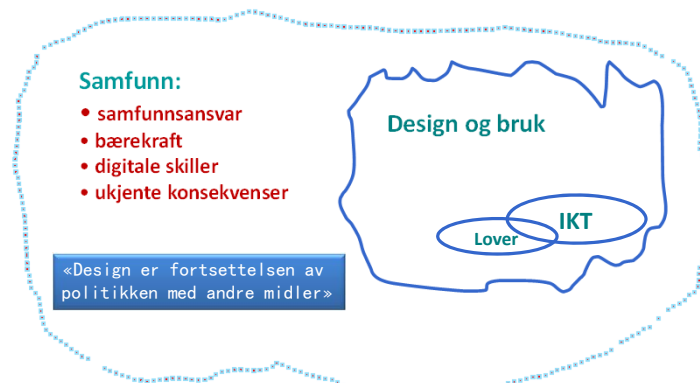 Samfunn:
• samfunnsansvar
• bærekraft
• digitale skiller
• ukjente konsekvenser
Design og bruk
IKT
Lover
«Design er fortsettelsen av
politikken med andre midler»